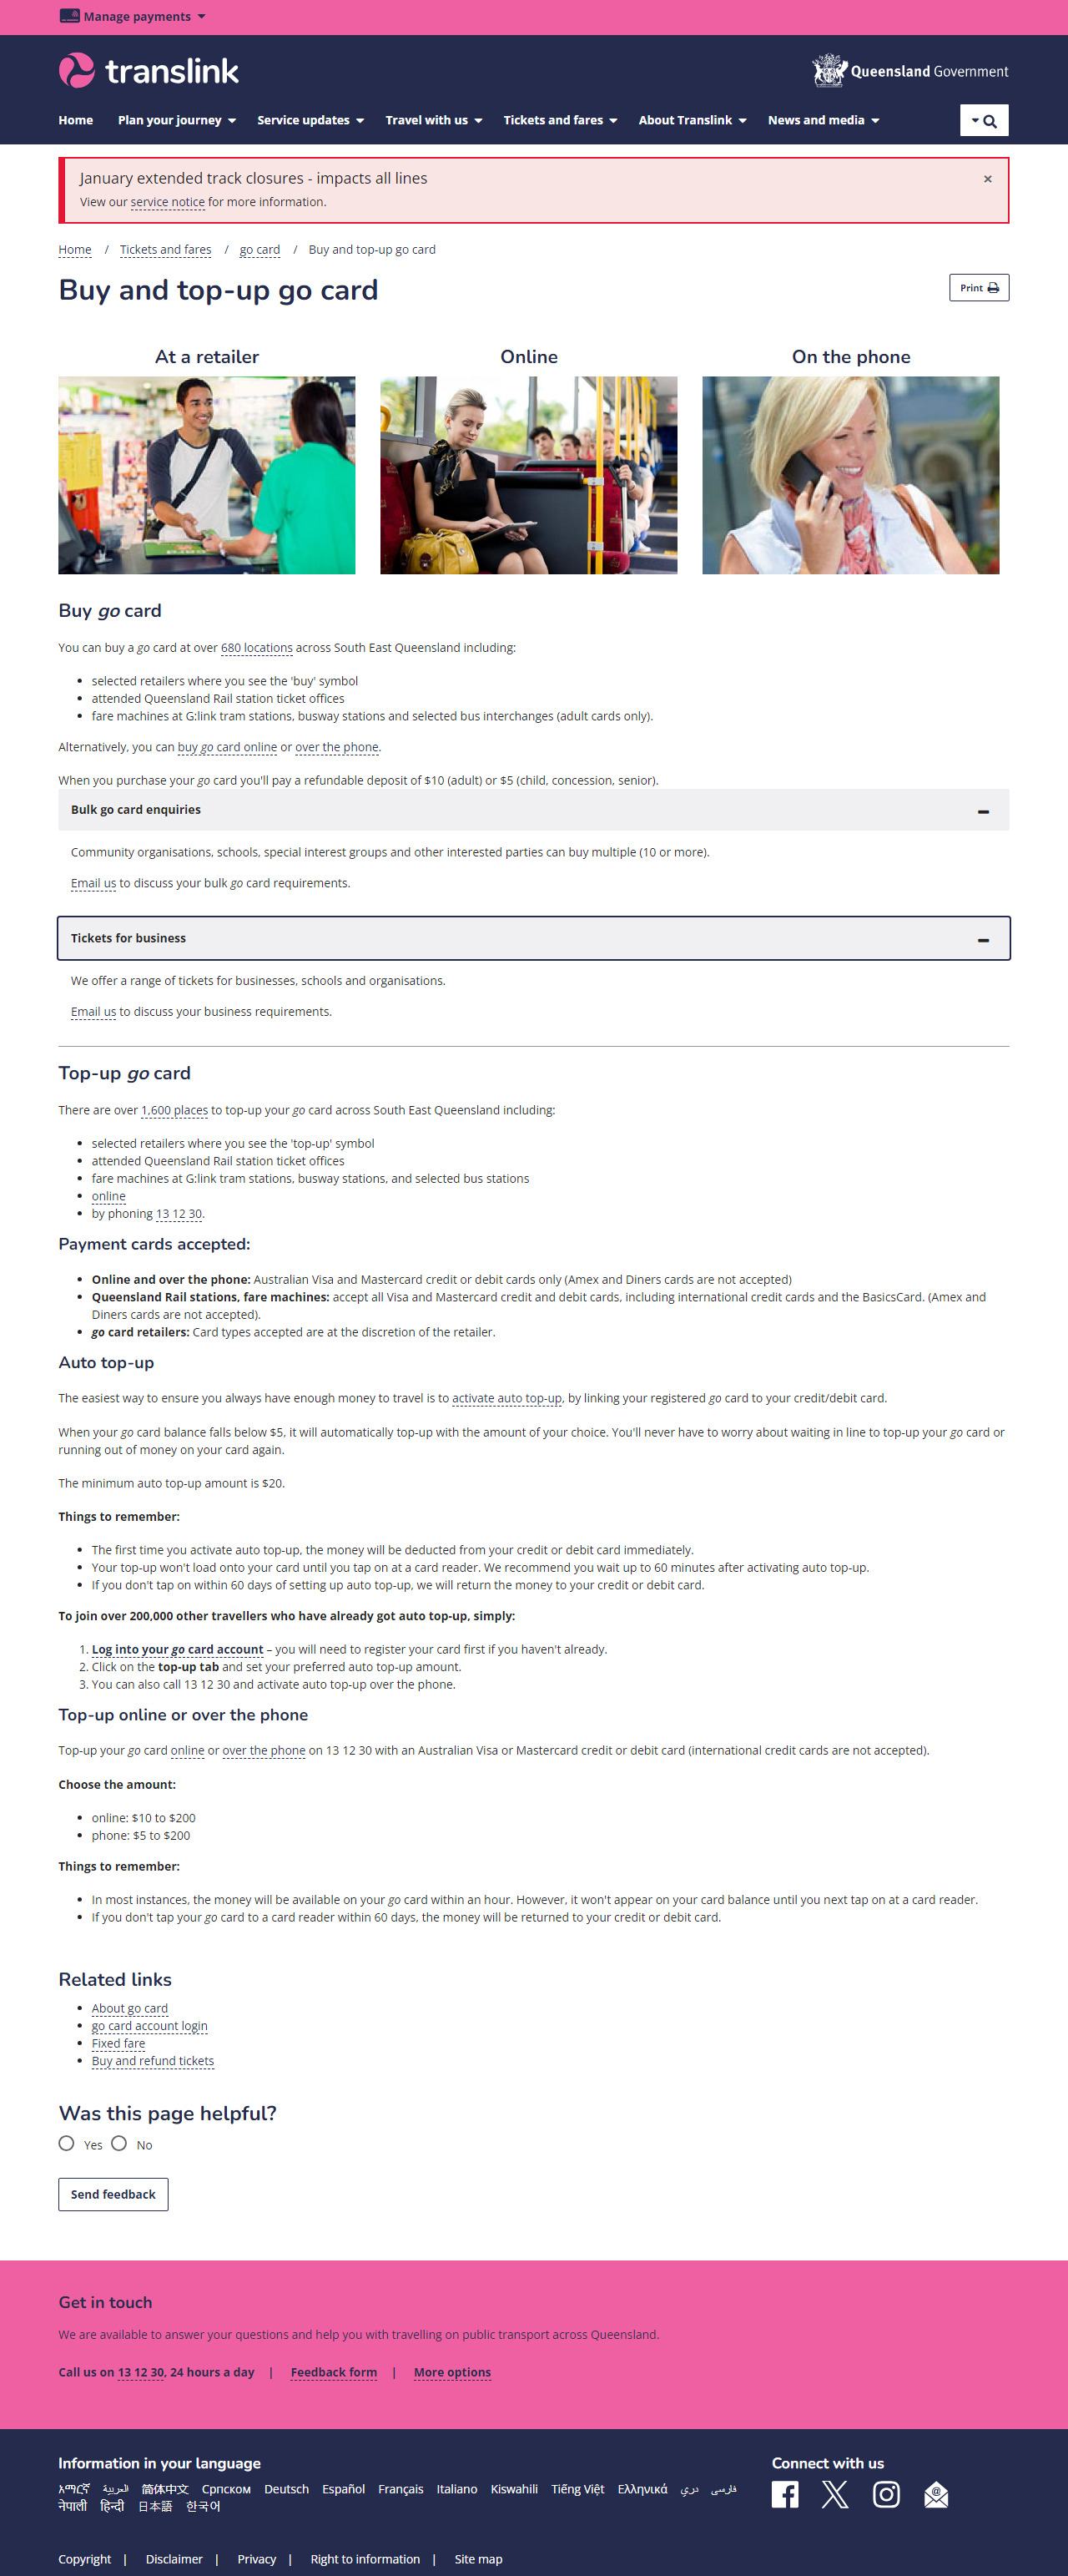 Manage payments
translink
Queensland Government
Home Plan your journey Service updates Travel with us Tickets and fares About Translink News and media
January extended track closures - impacts all lines
×
View our service notice for more information.
Home / Tickets and fares / go card / Buy and top-up go card
Buy and top-up go card
Print
At a retailer
Online
On the phone
Buy go card
You can buy a go card at over 680 locations across South East Queensland including:
• selected retailers where you see the 'buy' symbol
• attended Queensland Rail station ticket offices
• fare machines at G:link tram stations, busway stations and selected bus interchanges (adult cards only).
Alternatively, you can buy go card online or over the phone.
When you purchase your go card you'll pay a refundable deposit of $10 (adult) or $5 (child, concession, senior).
Bulk go card enquiries
Community organisations, schools, special interest groups and other interested parties can buy multiple (10 or more).
Email us to discuss your bulk go card requirements.
Tickets for business
We offer a range of tickets for businesses, schools and organisations.
Email us to discuss your business requirements.
Top-up go card
There are over 1,600 places to top-up your go card across South East Queensland including:
• selected retailers where you see the 'top-up' symbol
• attended Queensland Rail station ticket offices
• fare machines at G:link tram stations, busway stations, and selected bus stations
• online
• by phoning 13 12 30.
Payment cards accepted:
• Online and over the phone: Australian Visa and Mastercard credit or debit cards only (Amex and Diners cards are not accepted)
• Queensland Rail stations, fare machines: accept all Visa and Mastercard credit and debit cards, including international credit cards and the BasicsCard. (Amex and
Diners cards are not accepted).
• go card retailers: Card types accepted are at the discretion of the retailer.
Auto top-up
The easiest way to ensure you always have enough money to travel is to activate auto top-up, by linking your registered go card to your credit/debit card.
When your go card balance falls below $5, it will automatically top-up with the amount of your choice. You'll never have to worry about waiting in line to top-up your go card or
running out of money on your card again.
The minimum auto top-up amount is $20.
Things to remember:
• The first time you activate auto top-up, the money will be deducted from your credit or debit card immediately.
• Your top-up won't load onto your card until you tap on at a card reader. We recommend you wait up to 60 minutes after activating auto top-up.
• If you don't tap on within 60 days of setting up auto top-up, we will return the money to your credit or debit card.
To join over 200,000 other travellers who have already got auto top-up, simply:
1. Log into your go card account – you will need to register your card first if you haven't already.
2. Click on the top-up tab and set your preferred auto top-up amount.
3. You can also call 13 12 30 and activate auto top-up over the phone.
Top-up online or over the phone
Top-up your go card online or over the phone on 13 12 30 with an Australian Visa or Mastercard credit or debit card (international credit cards are not accepted).
Choose the amount:
• online: $10 to $200
• phone: $5 to $200
Things to remember:
• In most instances, the money will be available on your go card within an hour. However, it won't appear on your card balance until you next tap on at a card reader.
• If you don't tap your go card to a card reader within 60 days, the money will be returned to your credit or debit card.
Related links
• About go card
• go card account login
• Fixed fare
• Buy and refund tickets
Was this page helpful?
Yes No
Send feedback
Get in touch
We are available to answer your questions and help you with travelling on public transport across Queensland.
Call us on 13 12 30, 24 hours a day | Feedback form | More options
Information in your language
Connect with us
አማርኛ العربية 简体中文 Српском Deutsch Español Français Italiano Kiswahili Tiếng Việt Ελληνικά دری فارسی
नेपाली हिन्दी 日本語 한국어
Copyright | Disclaimer | Privacy | Right to information | Site map